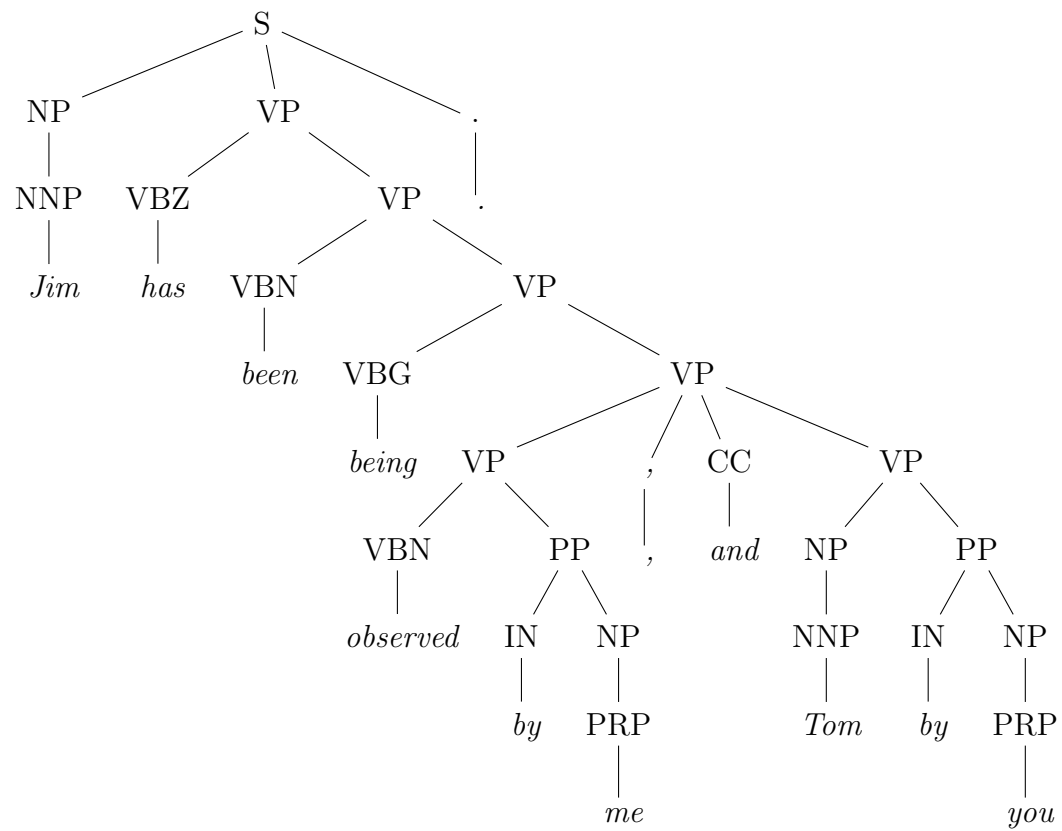 S
NP VP .
NNP VBZ VP .
Jim has VBN VP
been VBG VP
being VP , CC VP
VBN PP , and NP PP
observed IN NP NNP IN NP
by PRP Tom by PRP
me you